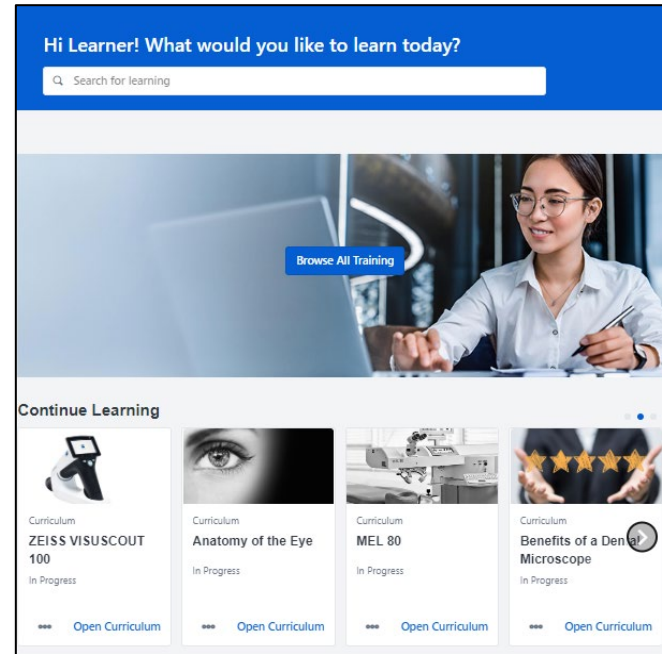 Hi Learner! What would you like to learn today?
Search for learning
Browse All Training
Continue Learning
Curriculum
ZEISS VISUSCOUT
100
In Progress
Open Curriculum
Curriculum
Anatomy of the Eye
In Progress
Open Curriculum
Curriculum
MEL 80
In Progress
Open Curriculum
Curriculum
Benefits of a Dental
Microscope
In Progress
Open Curriculum